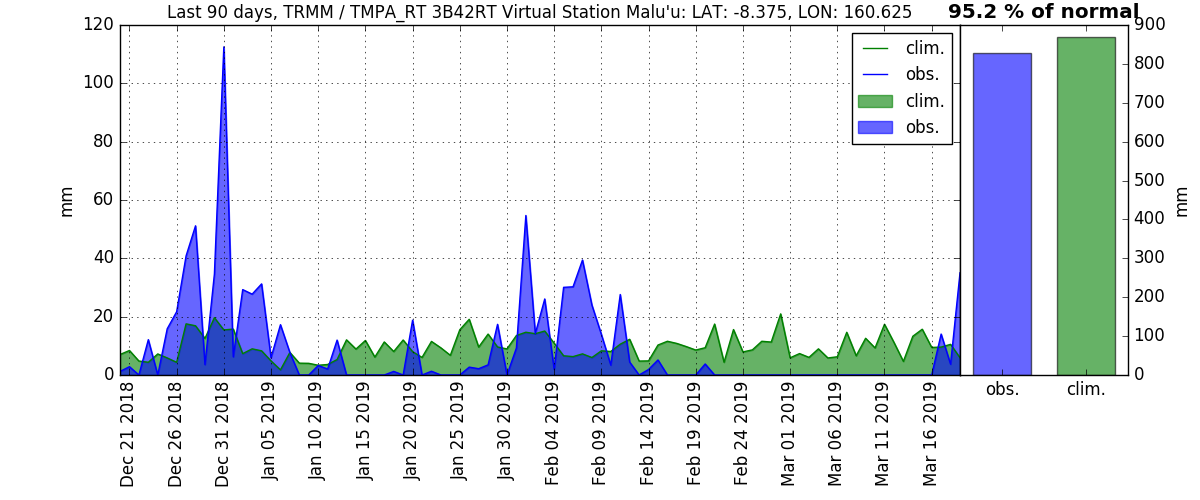 Last 90 days, TRMM / TMPA_RT 3B42RT Virtual Station Malu'u: LAT: -8.375, LON: 160.625
95.2 % of normal
120
100
80
60
40
20
0
mm
clim.
obs.
clim.
obs.
900
800
700
600
500
400
300
200
100
0
mm
Dec 21 2018
Dec 26 2018
Dec 31 2018
Jan 05 2019
Jan 10 2019
Jan 15 2019
Jan 20 2019
Jan 25 2019
Jan 30 2019
Feb 04 2019
Feb 09 2019
Feb 14 2019
Feb 19 2019
Feb 24 2019
Mar 01 2019
Mar 06 2019
Mar 11 2019
Mar 16 2019
obs.
clim.